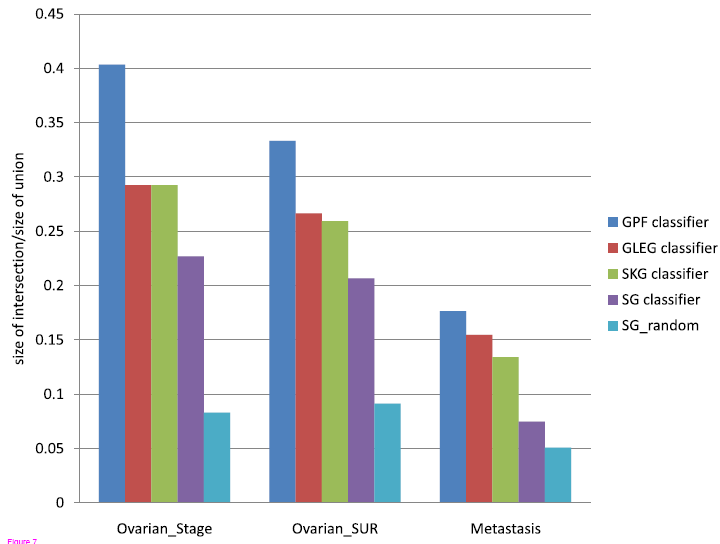 0.45
0.4
0.35
0.3
0.25
0.2
0.15
0.1
0.05
0
size of intersection/size of union
Ovarian_Stage
Ovarian_SUR
Metastasis
GPF classifier
GLEG classifier
SKG classifier
SG classifier
SG_random
Figure 7